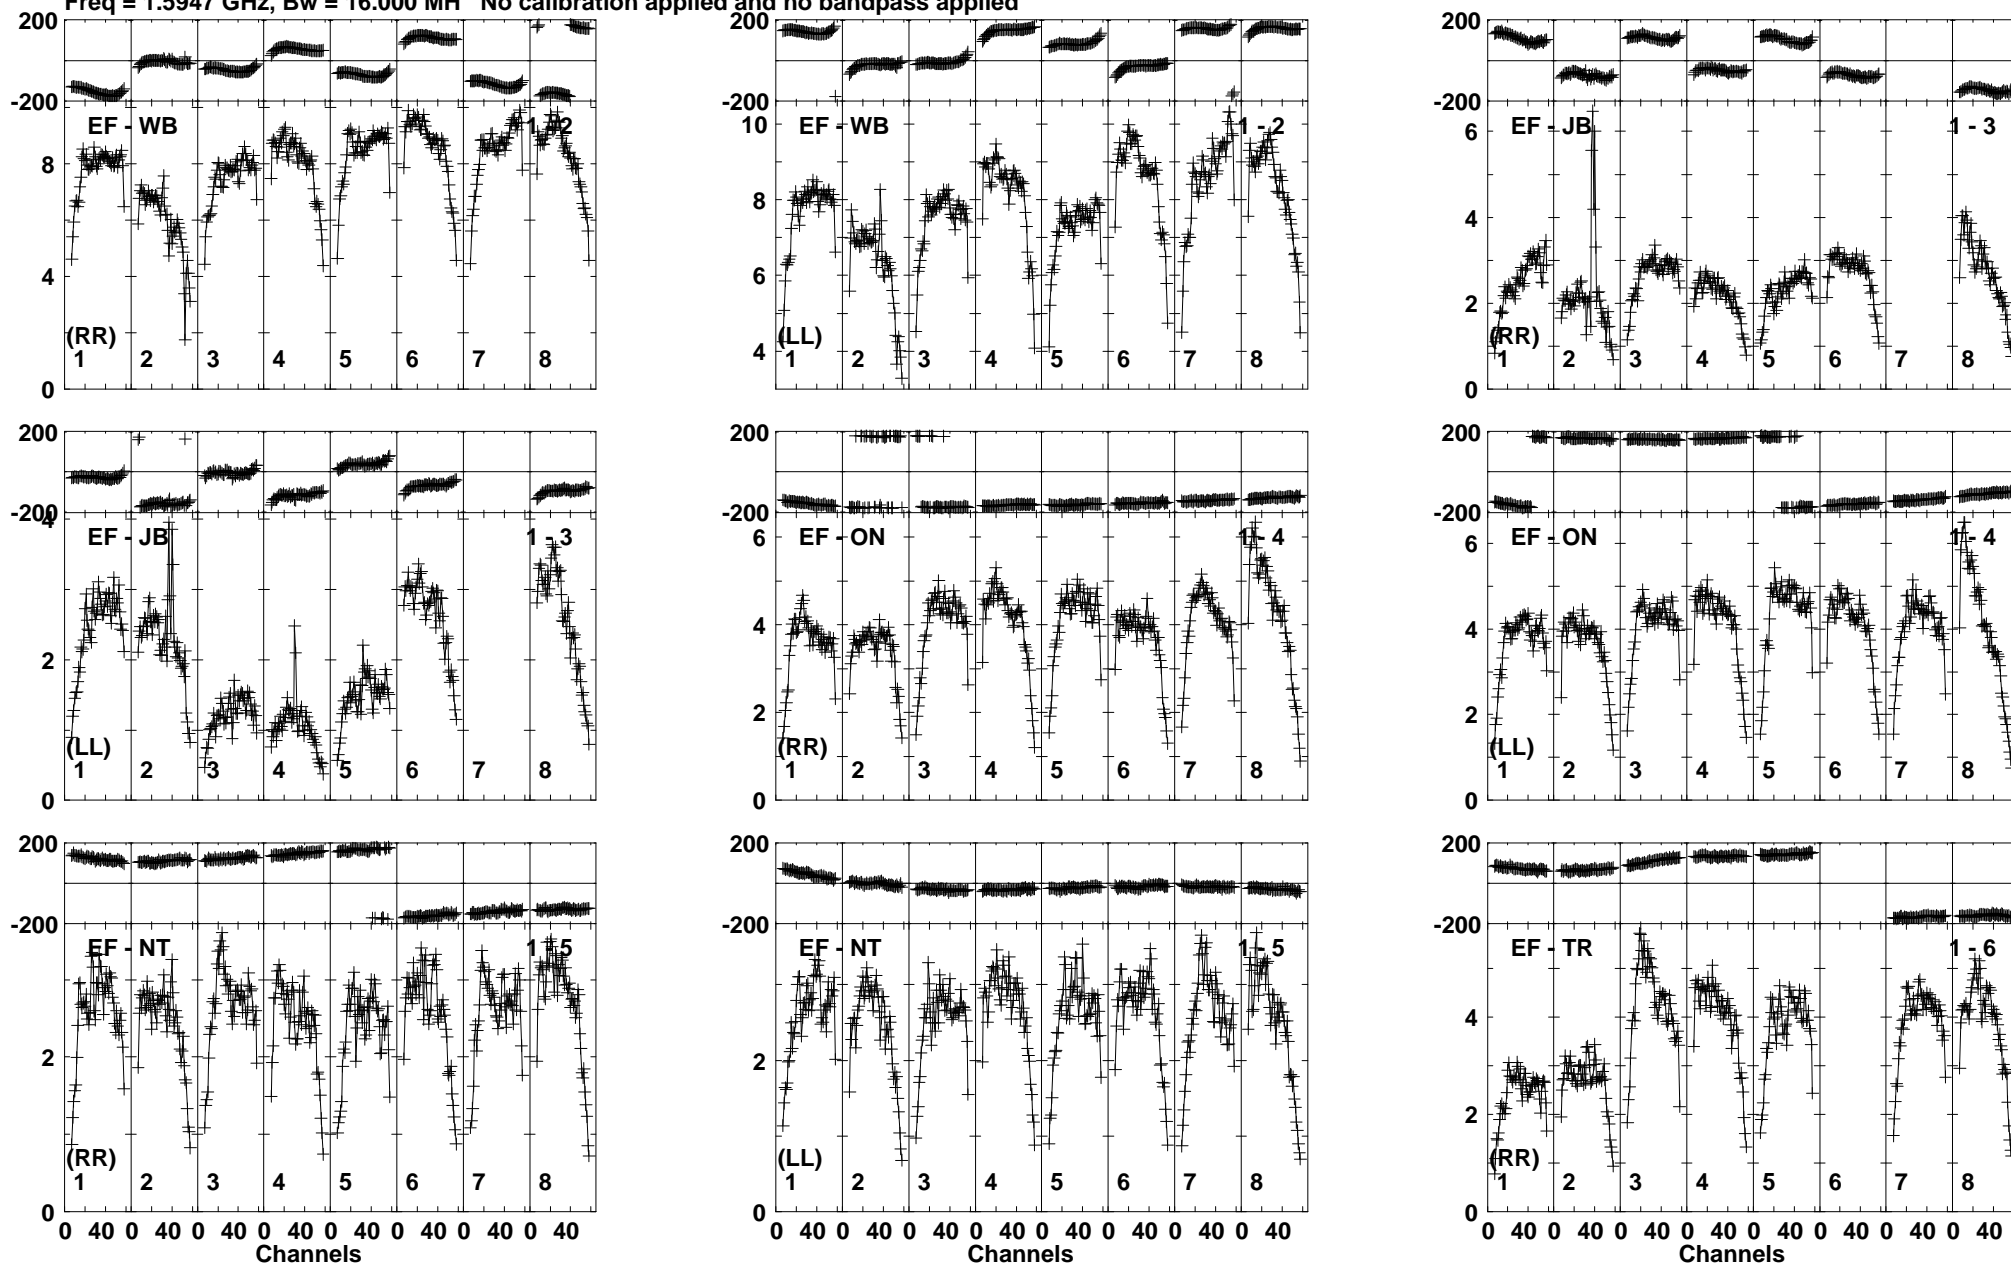 Freq = 1.5947 GHz, Bw = 16.000 MH No calibration applied and no bandpass applied
200 200 200
-200 -200 -200
EF - WB 1 - 2 EF - WB 1 - 2 EF - JB 1 - 3
8 10 6
4 8 4
0 6 2
4 0
(RR) (LL) (RR)
1 2 3 4 5 6 7 8 1 2 3 4 5 6 7 8 1 2 3 4 5 6 7 8
200 200 200
-200 -200 -200
EF - JB 1 - 3 EF - ON 1 - 4 EF - ON 1 - 4
4 6 6
2 4 4
0 2 2
0 0
(LL) (RR) (LL)
1 2 3 4 5 6 7 8 1 2 3 4 5 6 7 8 1 2 3 4 5 6 7 8
200 200 200
-200 -200 -200
EF - NT 1 - 5 EF - NT 1 - 5 EF - TR 1 - 6
2 2 4
0 0 2
0
(RR) (LL) (RR)
1 2 3 4 5 6 7 8 1 2 3 4 5 6 7 8 1 2 3 4 5 6 7 8
0 40 0 40 0 40 0 40 0 40 0 40 0 40 0 40 0 40 0 40 0 40 0 40 0 40 0 40 0 40 0 40 0 40 0 40 0 40 0 40 0 40 0 40 0 40 0 40
Channels Channels Channels